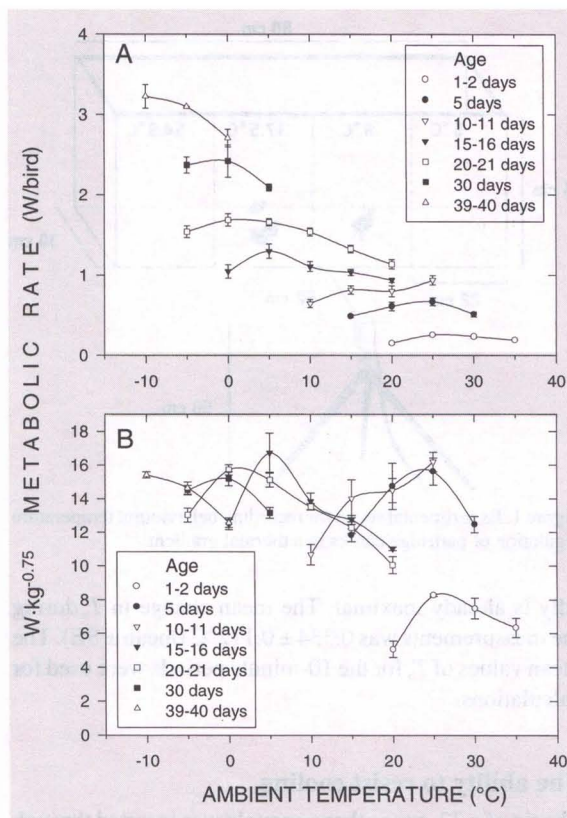 A
Age
1-2 days
5 days
10-11 days
15-16 days
20-21 days
30 days
39-40 days
4
3
2
1
0
-10 0 10 20 30 40
METABOLIC RATE (W/bird)
B
18
16
14
12
10
8
6
4
2
0
W·kg-0.75
Age
1-2 days
5 days
10-11 days
15-16 days
20-21 days
30 days
39-40 days
-10 0 10 20 30 40
AMBIENT TEMPERATURE (°C)